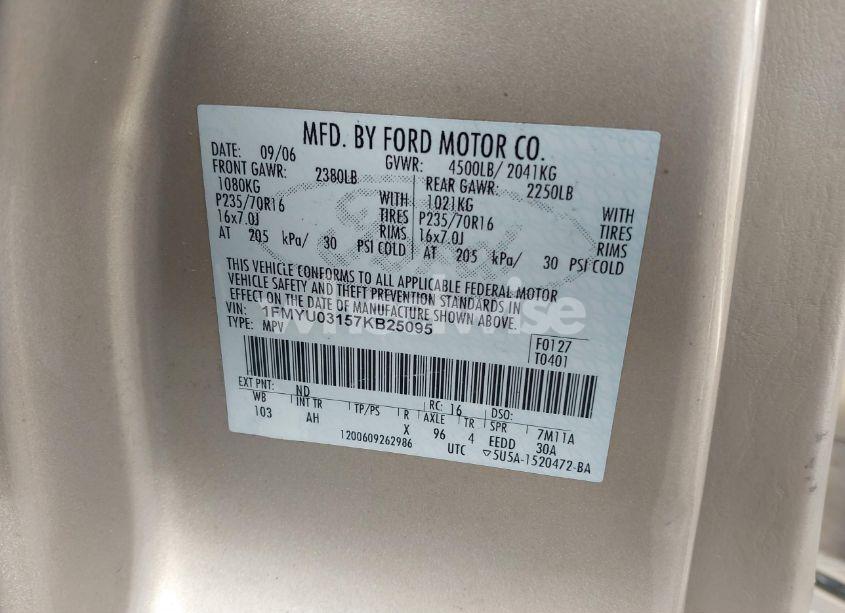 MFD. BY FORD MOTOR CO.
DATE: 09/06 GVWR: 4500LB/ 2041KG
FRONT GAWR: 2380LB REAR GAWR: 2250LB
1080KG WITH 1021KG WITH
P235/70R16 TIRES P235/70R16 TIRES
16x7.0J RIMS 16x7.0J RIMS
AT 205 kPa/ 30 PSI COLD AT 205 kPa/ 30 PSI COLD
THIS VEHICLE CONFORMS TO ALL APPLICABLE FEDERAL MOTOR
VEHICLE SAFETY AND THEFT PREVENTION STANDARDS IN
EFFECT ON THE DATE OF MANUFACTURE SHOWN ABOVE.
VIN: 1FMYU03157KB25095
TYPE: MPV
F0127
T0401
EXT PNT: ND RC: 16 DSO:
WB INT TR TP/PS R AXLE TR SPR 7M11A
103 AH X 96 4 EEDD 30A
1200609262986 UTC ▽5U5A-1520472-BA